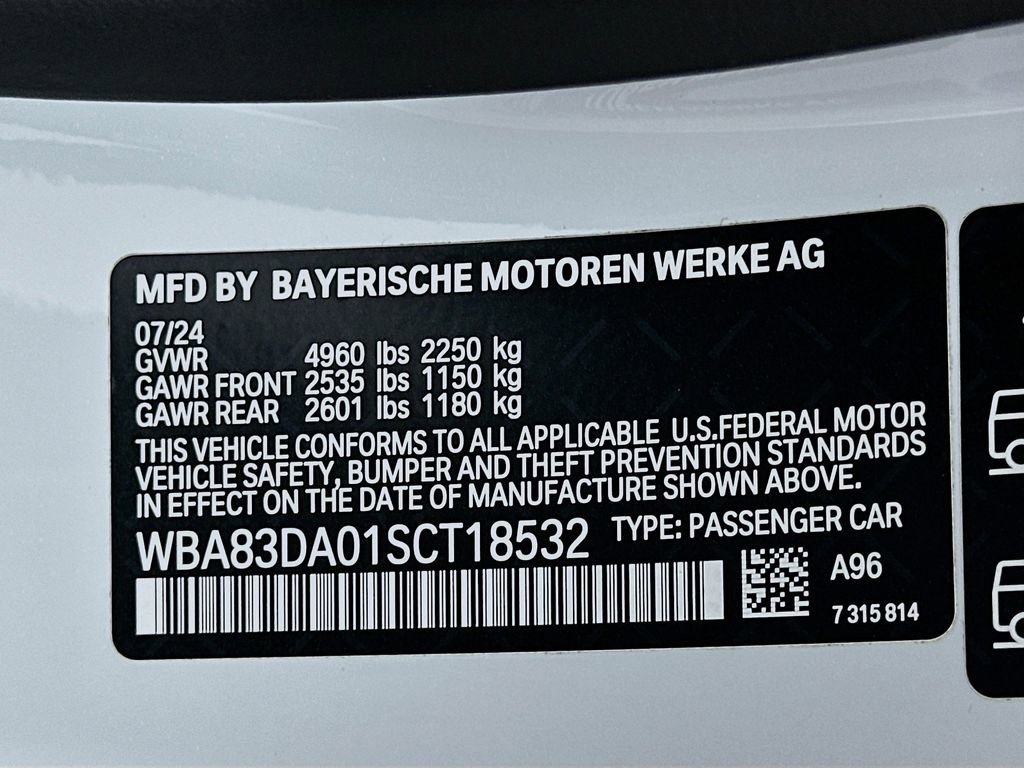 MFD BY BAYERISCHE MOTOREN WERKE AG
07/24
GVWR 4960 lbs 2250 kg
GAWR FRONT 2535 lbs 1150 kg
GAWR REAR 2601 lbs 1180 kg
THIS VEHICLE CONFORMS TO ALL APPLICABLE U.S.FEDERAL MOTOR
VEHICLE SAFETY, BUMPER AND THEFT PREVENTION STANDARDS
IN EFFECT ON THE DATE OF MANUFACTURE SHOWN ABOVE.
WBA83DA01SCT18532 TYPE: PASSENGER CAR
A96
7 315 814